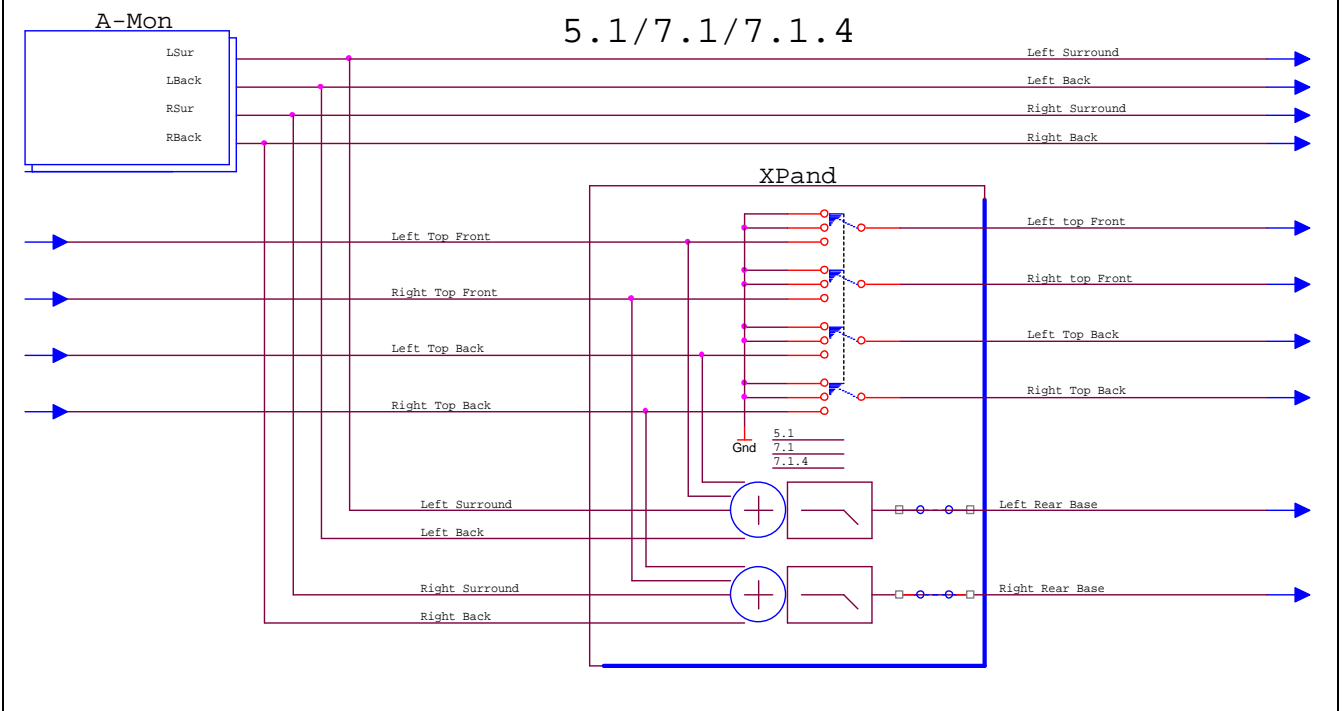 A-Mon
5.1/7.1/7.1.4
LSur
Left Surround
LBack
Left Back
RSur
Right Surround
RBack
Right Back
XPand
Left Top Front
Left top Front
Right Top Front
Right top Front
Left Top Back
Left Top Back
Right Top Back
Right Top Back
Gnd
5.1
7.1
7.1.4
Left Surround
Left Rear Base
Left Back
Right Surround
Right Rear Base
Right Back